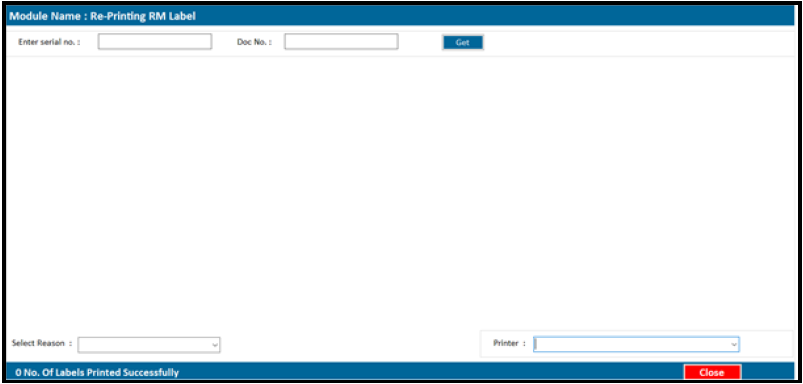 Module Name : Re-Printing RM Label
Enter serial no. : Doc No. : Get
Select Reason : Printer :
0 No. Of Labels Printed Successfully Close